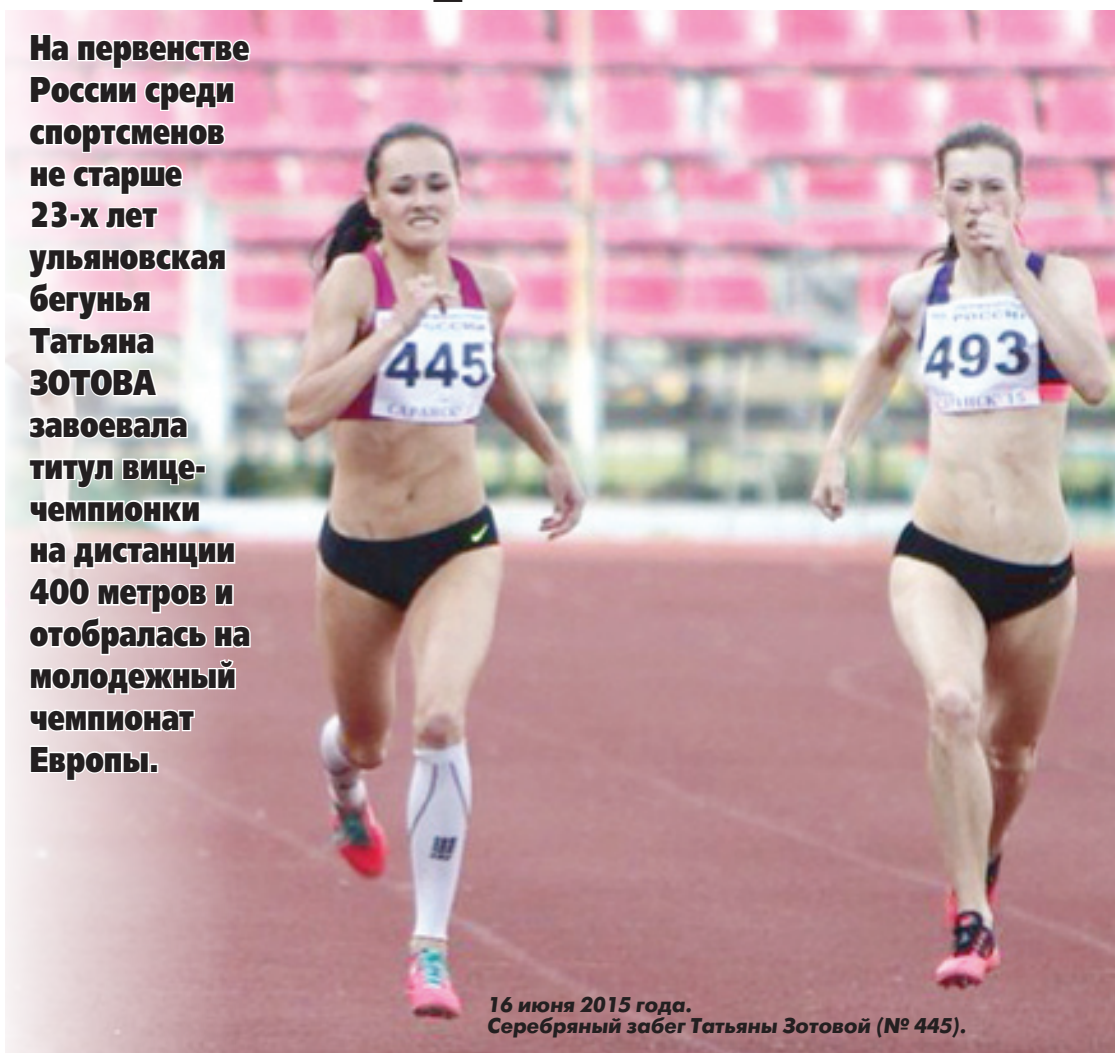 На первенстве
России среди
спортсменов
не старше
23-х лет
ульяновская
бегунья
Татьяна
ЗОТОВА
завоевала
титул вице-
чемпионки
на дистанции
400 метров и
отобралась на
молодежный
чемпионат
Европы.
445
САРАНСК
РОССИИ
493
16 июня 2015 года.
Серебряный забег Татьяны Зотовой (№ 445).